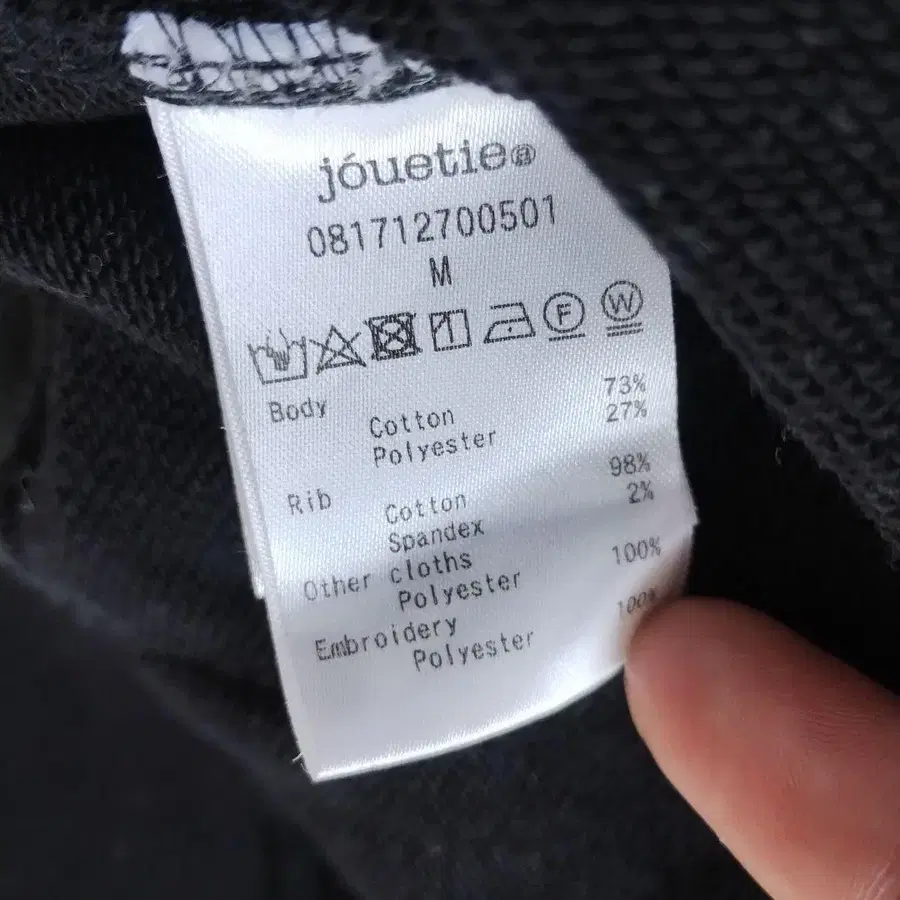 jóuetie®
081712700501
M
F W
Body
Cotton 73%
Polyester 27%
Rib
Cotton 98%
Spandex 2%
Other cloths
Polyester 100%
Embroidery
Polyester 100%